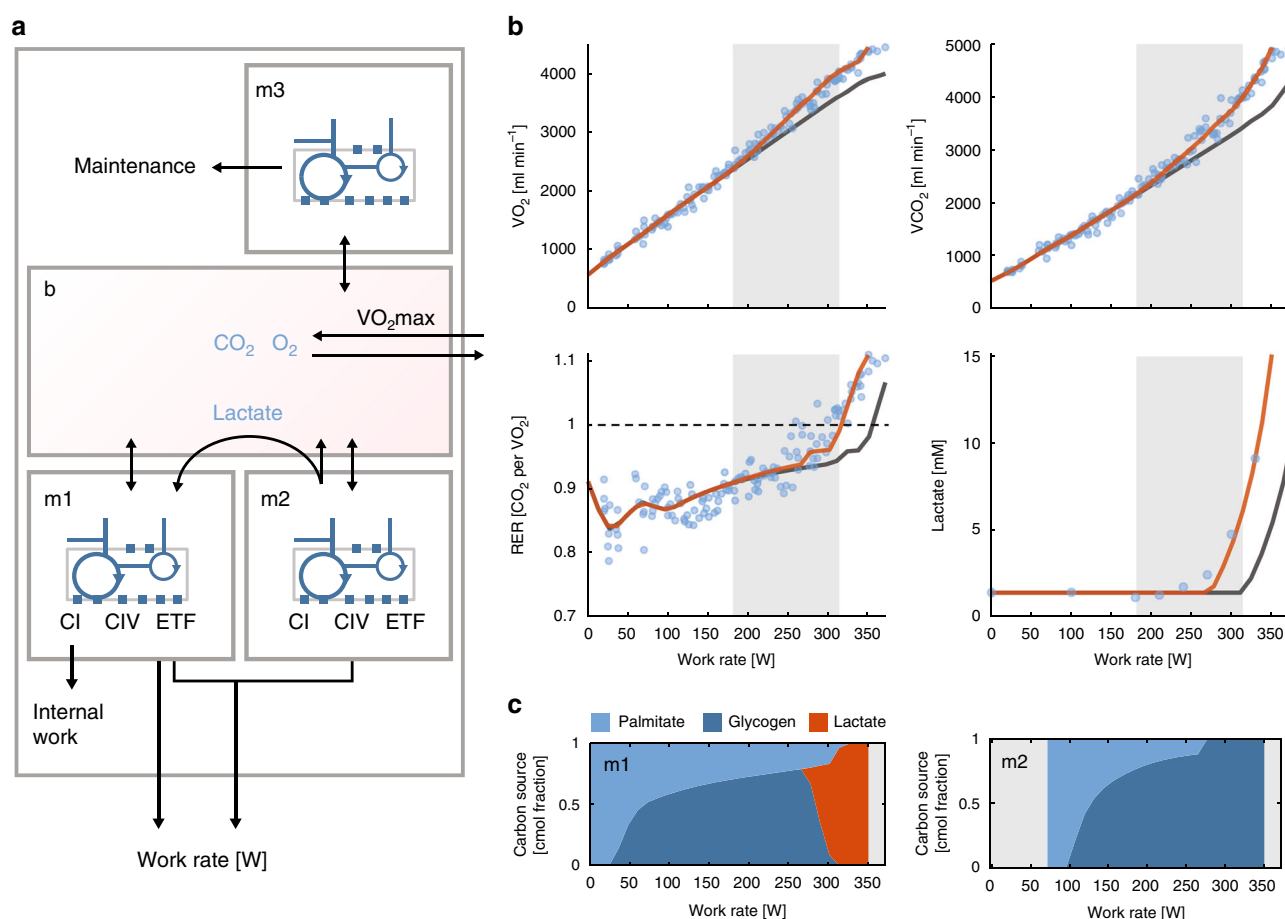 a
m3
Maintenance
b
VO2max
CO2 O2
Lactate
m1
CI CIV ETF
m2
CI CIV ETF
Internal
work
Work rate [W]
b
VO2 [ml min−1]
4000
3000
2000
1000
0
VCO2 [ml min−1]
5000
4000
3000
2000
1000
0
RER [CO2 per VO2]
1.1
1
0.9
0.8
0.7
0 50 100 150 200 250 300 350
Work rate [W]
Lactate [mM]
15
10
5
0
0 50 100 150 200 250 300 350
Work rate [W]
c
Palmitate Glycogen Lactate
Carbon source
[cmol fraction]
1
0.5
0
m1
0 50 100 150 200 250 300 350
Work rate [W]
Carbon source
[cmol fraction]
1
0.5
0
m2
0 50 100 150 200 250 300 350
Work rate [W]